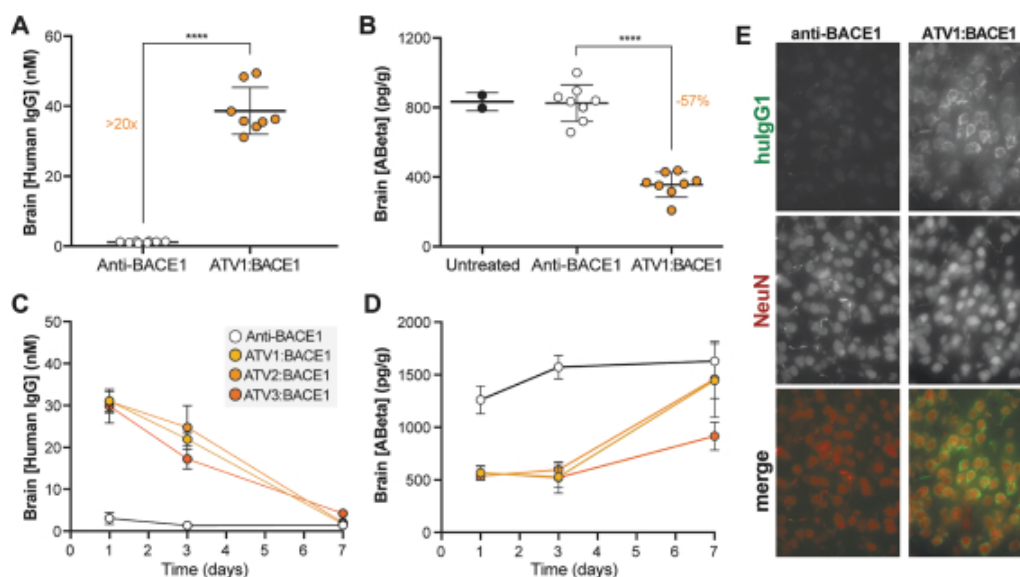 A
Brain [Human IgG] (nM)
60
40
20
0
****
>20x
Anti-BACE1
ATV1:BACE1
B
Brain [ABeta] (pg/g)
1200
800
400
0
****
-57%
Untreated
Anti-BACE1
ATV1:BACE1
C
Brain [Human IgG] (nM)
50
40
30
20
10
0
Anti-BACE1
ATV1:BACE1
ATV2:BACE1
ATV3:BACE1
0 1 2 3 4 5 6 7
Time (days)
D
Brain [ABeta] (pg/g)
2000
1500
1000
500
0
0 1 2 3 4 5 6 7
Time (days)
E
anti-BACE1
ATV1:BACE1
huIgG1
NeuN
merge